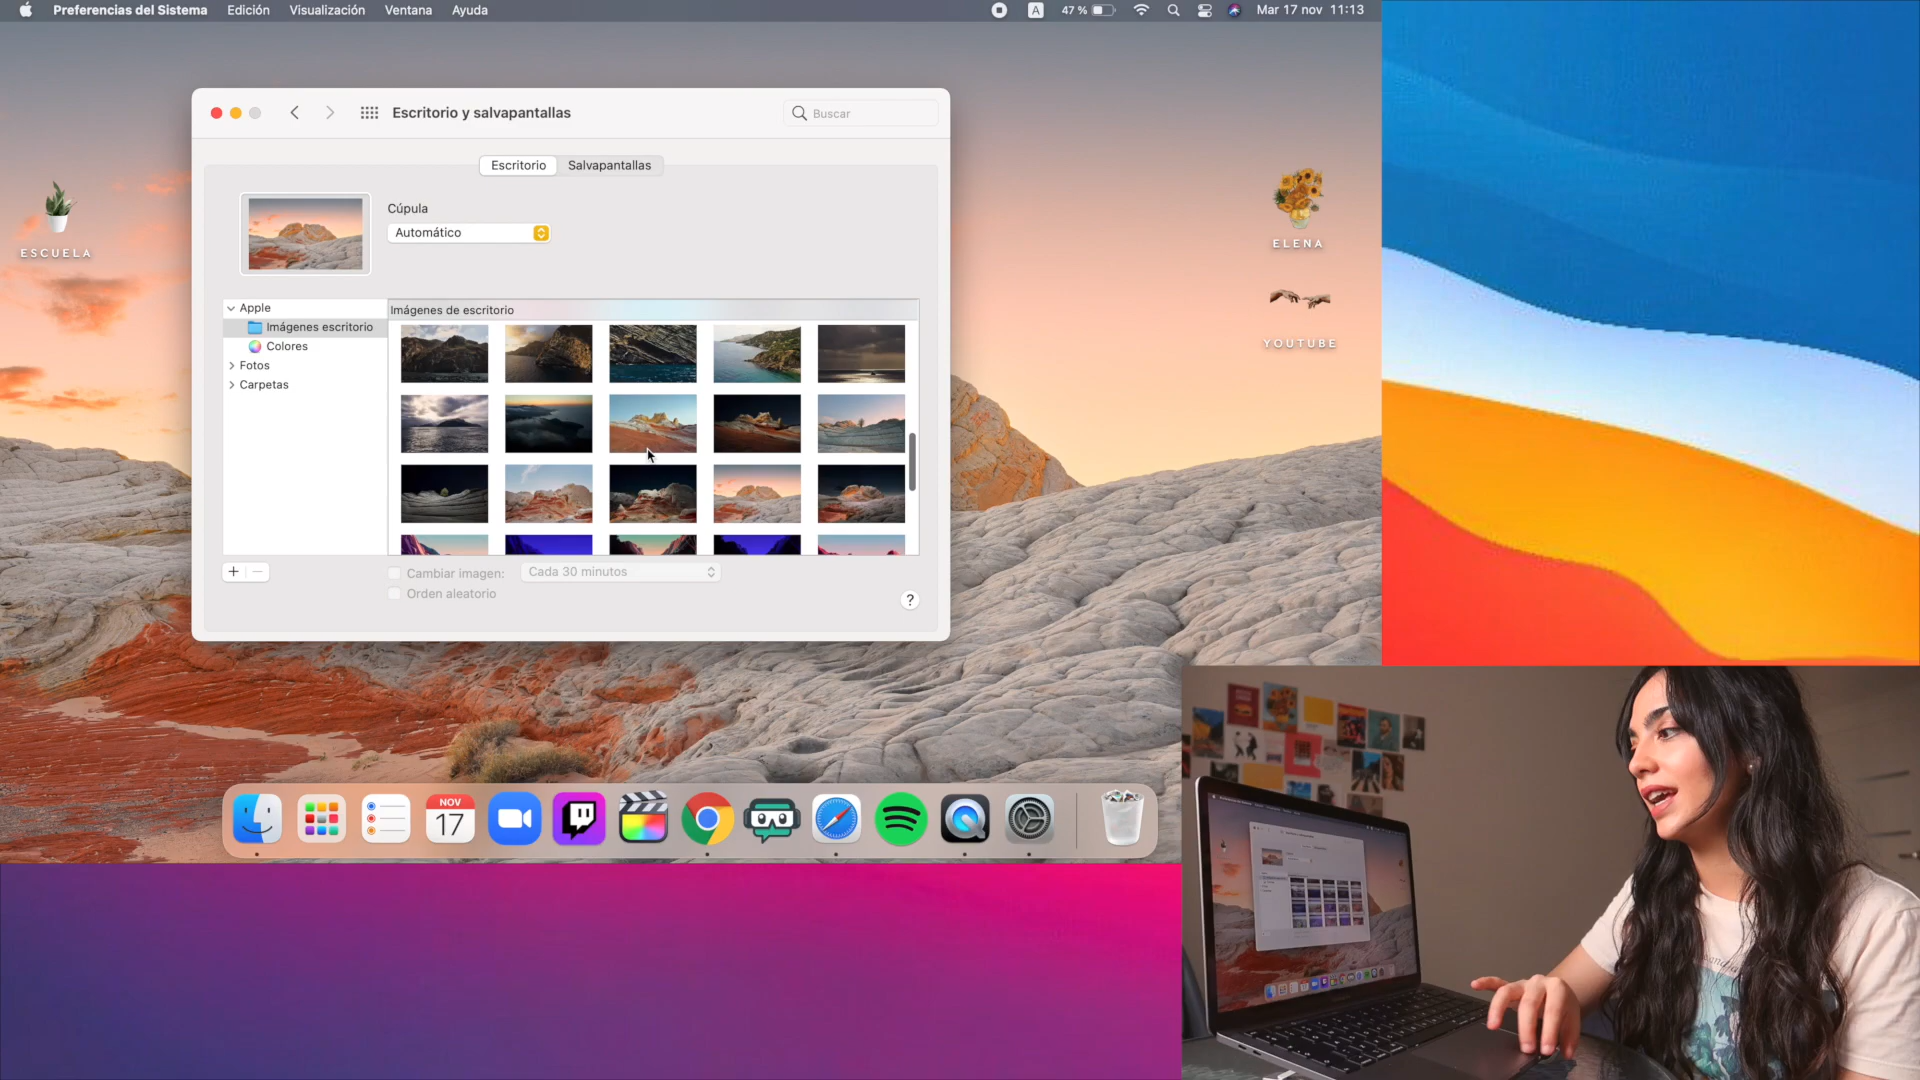 Preferencias del Sistema Edición Visualización Ventana Ayuda A 47 % Mar 17 nov 11:13
Escritorio y salvapantallas
Buscar
Escritorio Salvapantallas
Cúpula
Automático
Apple
Imágenes escritorio
Colores
Fotos
Carpetas
Imágenes de escritorio
+ −
Cambiar imagen: Cada 30 minutos
Orden aleatorio
?
ESCUELA
ELENA
YOUTUBE
NOV
17